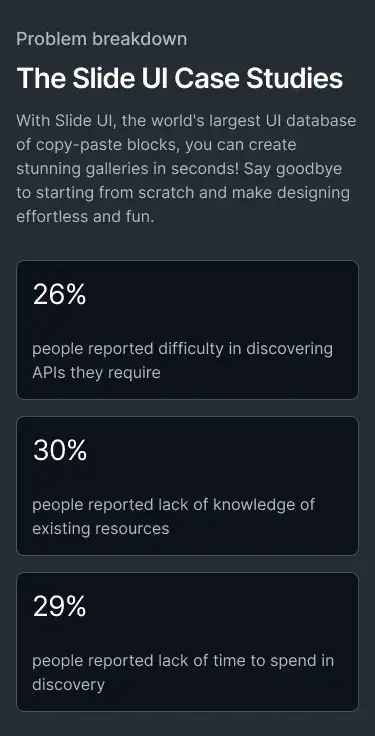 Problem breakdown
The Slide UI Case Studies
With Slide UI, the world's largest UI database
of copy-paste blocks, you can create
stunning galleries in seconds! Say goodbye
to starting from scratch and make designing
effortless and fun.
26%
people reported difficulty in discovering
APIs they require
30%
people reported lack of knowledge of
existing resources
29%
people reported lack of time to spend in
discovery